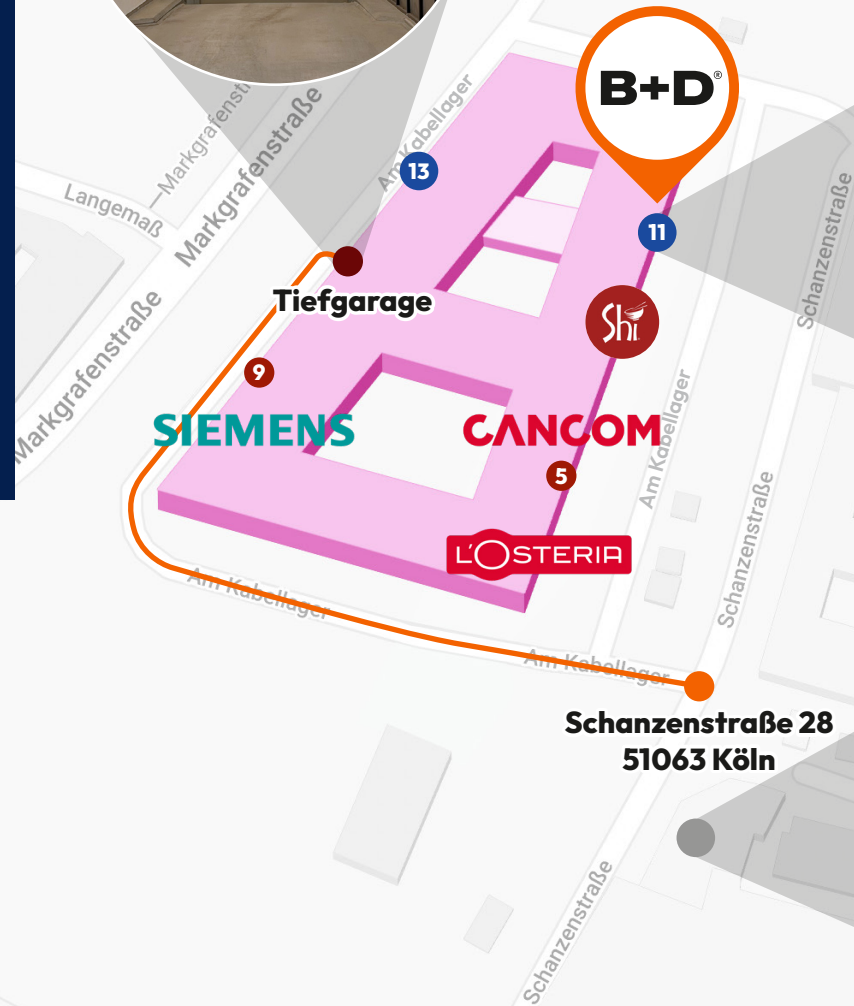 B+D®
Markgrafenstraße
Am Kabellager
13
Langemaß
Schanzenstraße
11
Tiefgarage
Shi
Markgrafenstraße
9
SIEMENS
CANCOM
Am Kabellager
5
Schanzenstraße
L'OSTERIA
Am Kabellager
Am Kabellager
Schanzenstraße 28
51063 Köln
Schanzenstraße